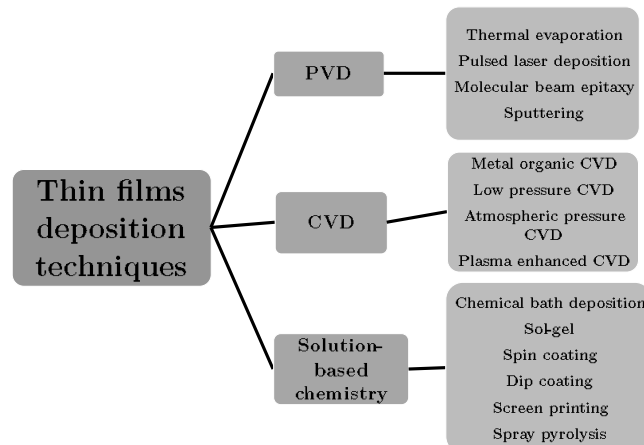 Thin films
deposition
techniques
PVD
Thermal evaporation
Pulsed laser deposition
Molecular beam epitaxy
Sputtering
CVD
Metal organic CVD
Low pressure CVD
Atmospheric pressure
CVD
Plasma enhanced CVD
Solution-
based
chemistry
Chemical bath deposition
Sol-gel
Spin coating
Dip coating
Screen printing
Spray pyrolysis